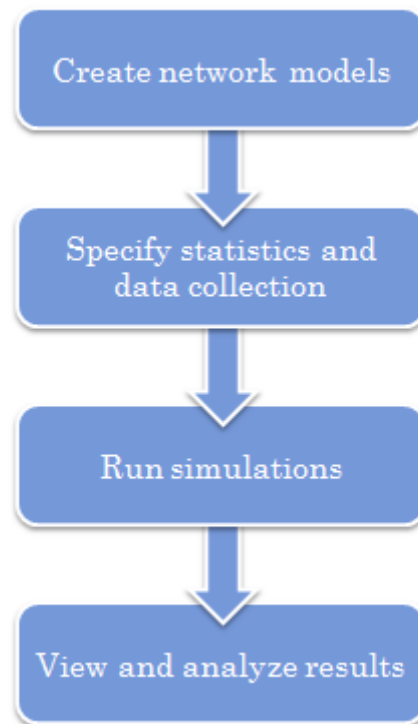 Create network models
Specify statistics and
data collection
Run simulations
View and analyze results